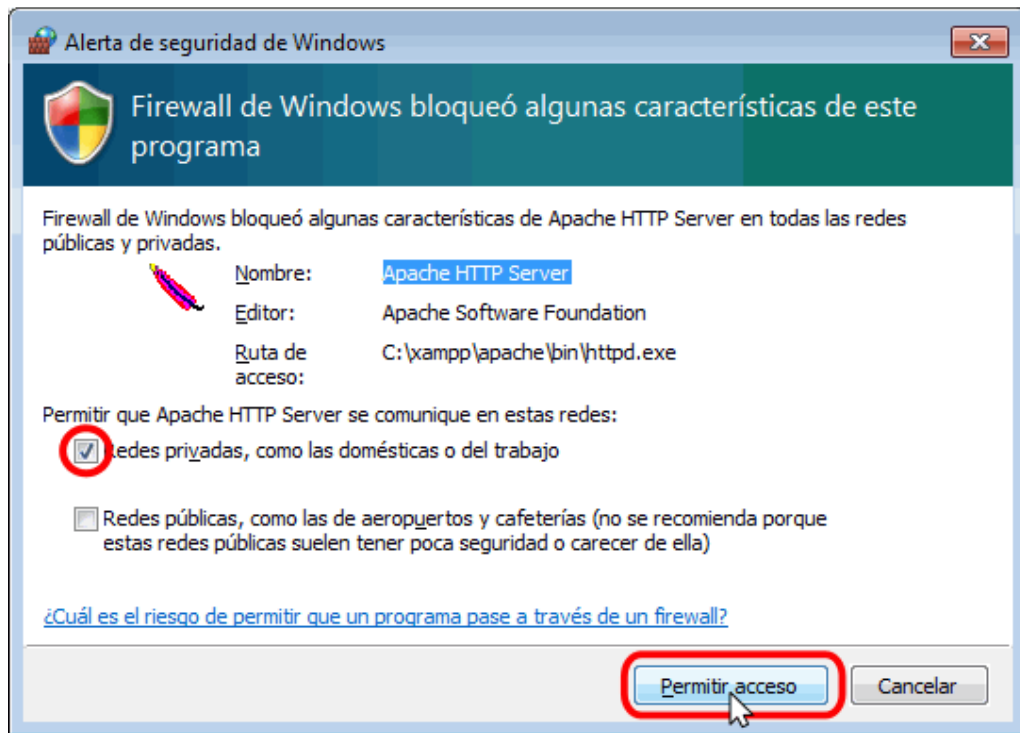 Alerta de seguridad de Windows
Firewall de Windows bloqueó algunas características de este
programa
Firewall de Windows bloqueó algunas características de Apache HTTP Server en todas las redes
públicas y privadas.
Nombre: Apache HTTP Server
Editor: Apache Software Foundation
Ruta de acceso: C:\xampp\apache\bin\httpd.exe
Permitir que Apache HTTP Server se comunique en estas redes:
Redes privadas, como las domésticas o del trabajo
Redes públicas, como las de aeropuertos y cafeterías (no se recomienda porque
estas redes públicas suelen tener poca seguridad o carecer de ella)
¿Cuál es el riesgo de permitir que un programa pase a través de un firewall?
Permitir acceso Cancelar